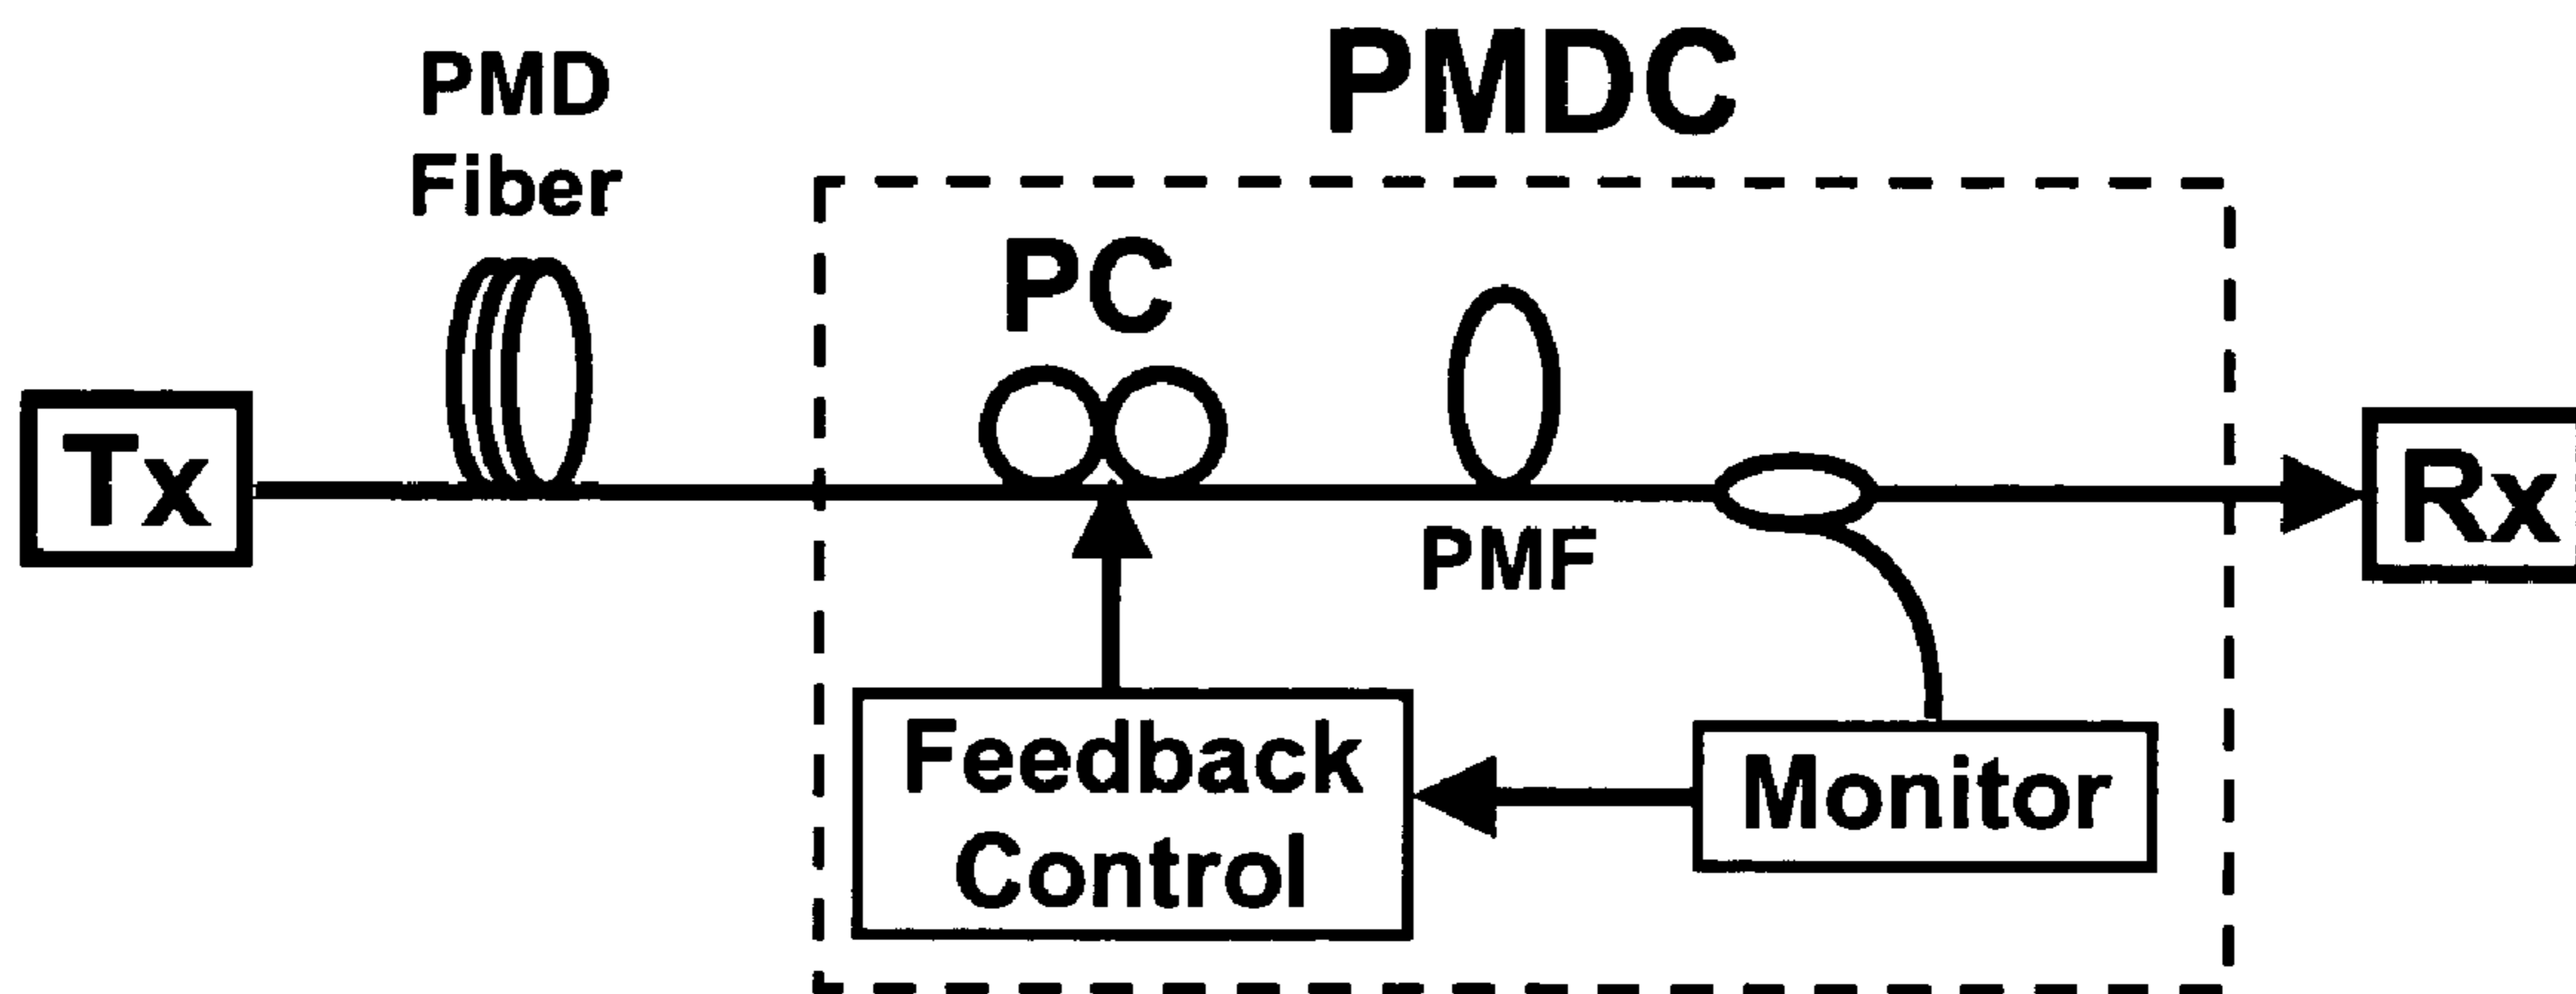 PMD
Fiber
PMDC
PC
Tx
Rx
PMF
Feedback
Control
Monitor